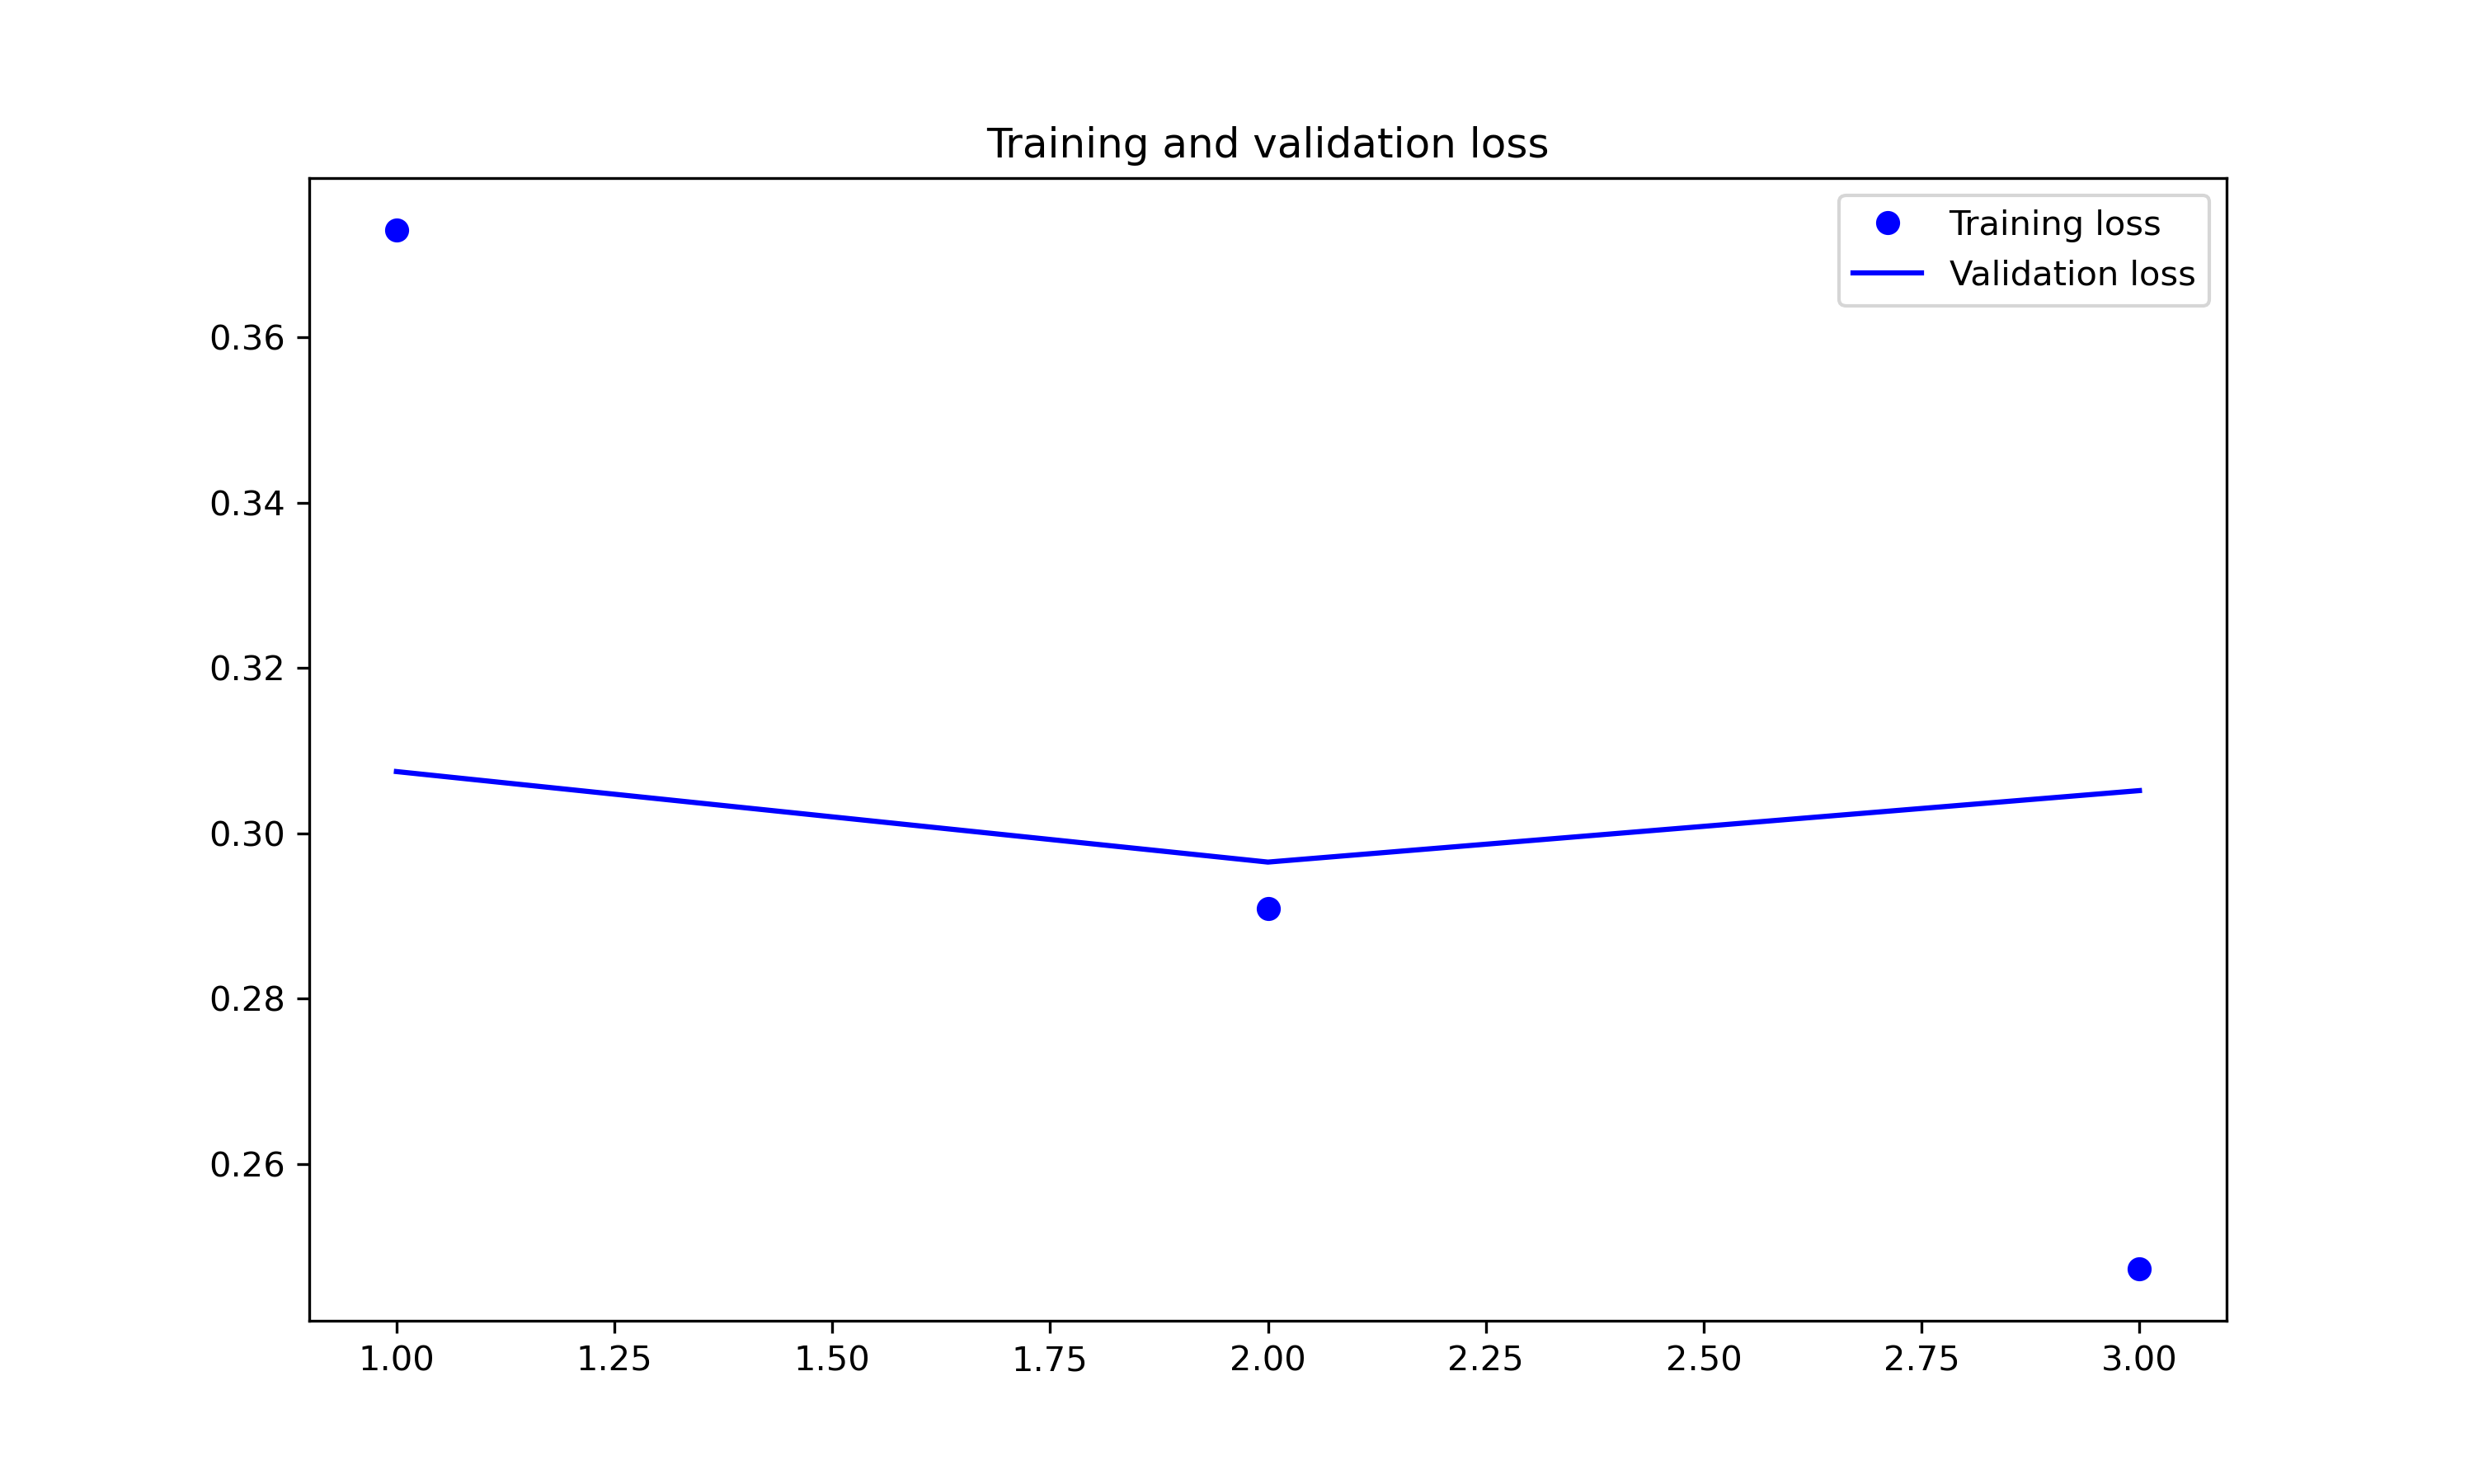 Training and validation loss
Training loss
Validation loss
0.36
0.34
0.32
0.30
0.28
0.26
1.00 1.25 1.50 1.75 2.00 2.25 2.50 2.75 3.00